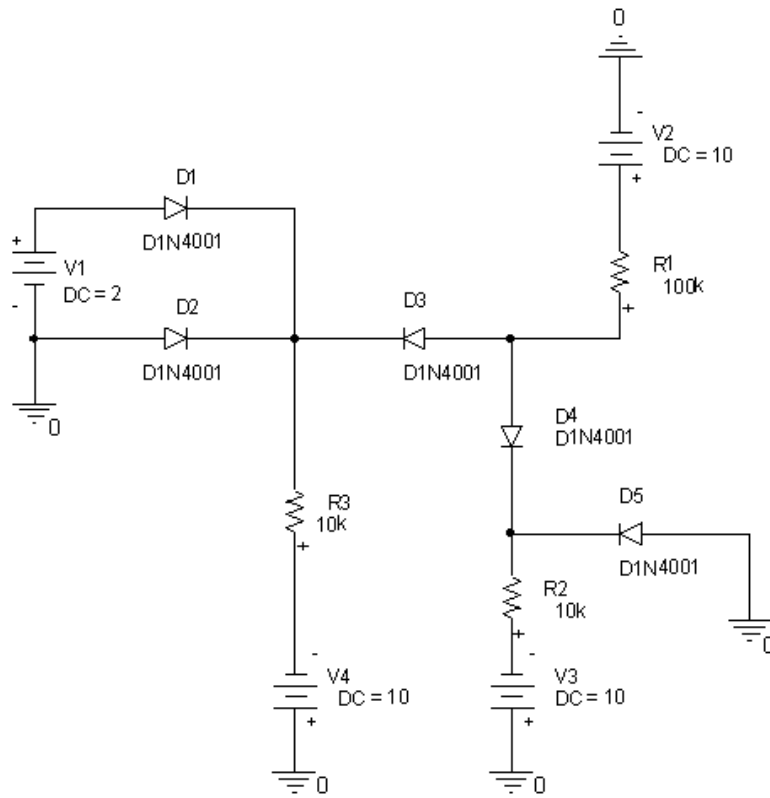 0
-
V2
DC = 10
+
D1
D1N4001
+
V1
DC = 2
-
R1
100k
+
D2
D1N4001
D3
D1N4001
0
D4
D1N4001
R3
10k
+
D5
D1N4001
R2
10k
+
0
-
V4
DC = 10
+
-
V3
DC = 10
+
0
0